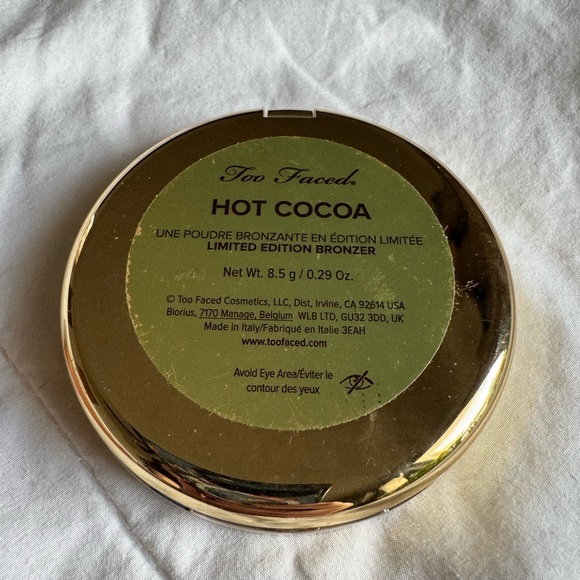 Too Faced.
HOT COCOA
UNE POUDRE BRONZANTE EN ÉDITION LIMITÉE
LIMITED EDITION BRONZER
Net Wt. 8.5 g / 0.29 Oz.
© Too Faced Cosmetics, LLC, Dist, Irvine, CA 92614 USA
Biorius, 7170 Manage, Belgium WLB LTD, GU32 3DD, UK
Made in Italy/Fabriqué en Italie 3EAH
www.toofaced.com
Avoid Eye Area/Éviter le
contour des yeux